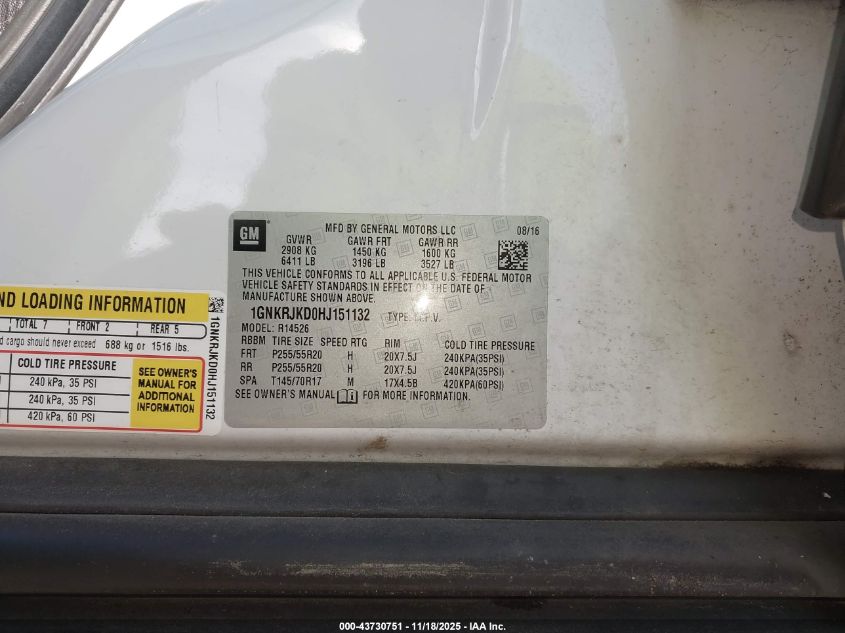 GM
MFD BY GENERAL MOTORS LLC 08/16
GVWR GAWR FRT GAWR RR
2908 KG 1450 KG 1600 KG
6411 LB 3196 LB 3527 LB
THIS VEHICLE CONFORMS TO ALL APPLICABLE U.S. FEDERAL MOTOR
VEHICLE SAFETY STANDARDS IN EFFECT ON THE DATE OF
MANUFACTURE SHOWN ABOVE.
1GNKRJKD0HJ151132 TYPE: M.P.V.
MODEL: R14526
RBBM TIRE SIZE SPEED RTG RIM
FRT P255/55R20 H 20X7.5J 240KPA(35PSI)
RR P255/55R20 H 20X7.5J 240KPA(35PSI)
SPA T145/70R17 M 17X4.5B 420KPA(60PSI)
SEE OWNER'S MANUAL FOR MORE INFORMATION.
ND LOADING INFORMATION
TOTAL 7 FRONT 2 REAR 5
d cargo should never exceed 688 kg or 1516 lbs.
COLD TIRE PRESSURE
240 kPa, 35 PSI
240 kPa, 35 PSI
420 kPa, 60 PSI
SEE OWNER'S
MANUAL FOR
ADDITIONAL
INFORMATION
1GNKRJKD0HJ151132
000-43730751 - 11/18/2025 - IAA Inc.